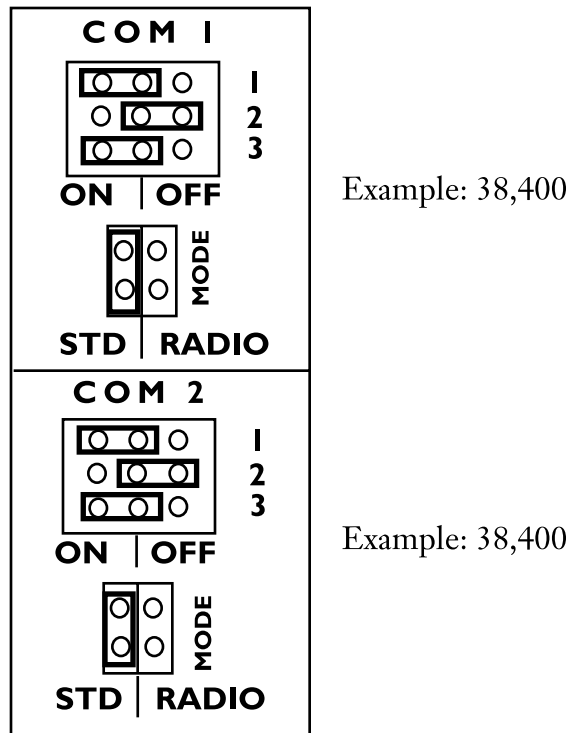 COM 1
1
2
3
ON OFF
Example: 38,400
MODE
STD RADIO
COM 2
1
2
3
ON OFF
Example: 38,400
MODE
STD RADIO